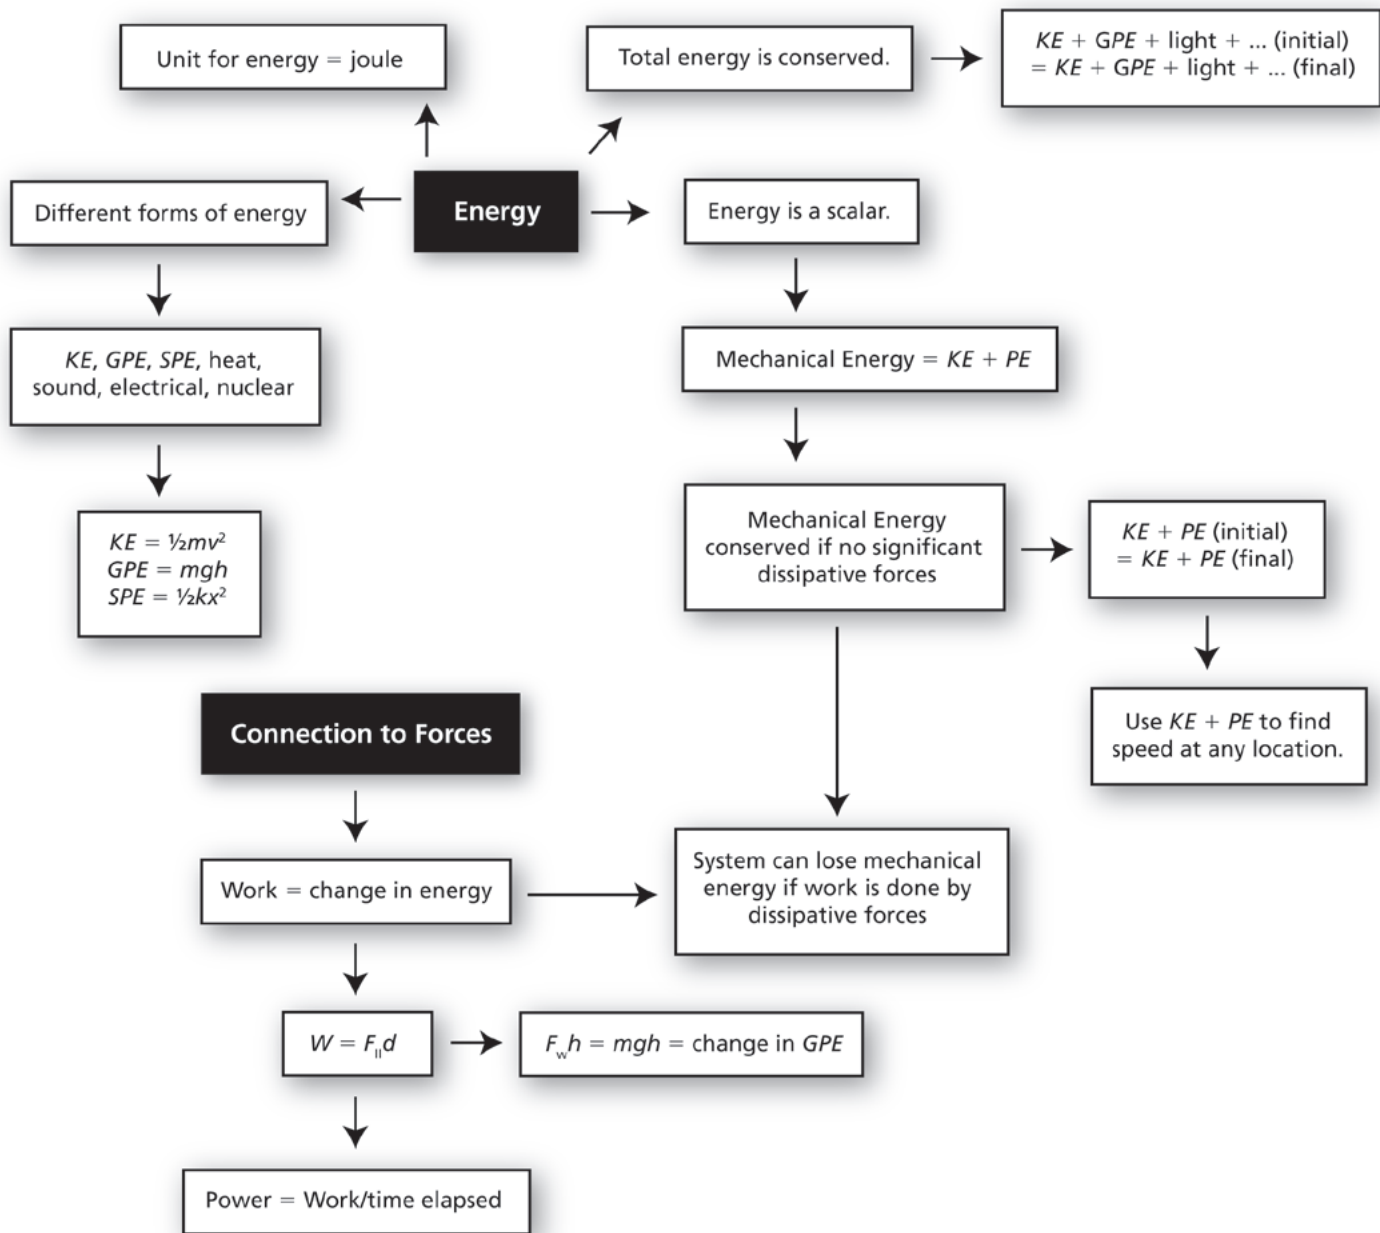 Unit for energy = joule
Total energy is conserved.
KE + GPE + light + ... (initial)
= KE + GPE + light + ... (final)
Different forms of energy
Energy
Energy is a scalar.
KE, GPE, SPE, heat,
sound, electrical, nuclear
Mechanical Energy = KE + PE
KE = ½mv²
GPE = mgh
SPE = ½kx²
Mechanical Energy
conserved if no significant
dissipative forces
KE + PE (initial)
= KE + PE (final)
Use KE + PE to find
speed at any location.
Connection to Forces
Work = change in energy
System can lose mechanical
energy if work is done by
dissipative forces
W = F||d
Fwh = mgh = change in GPE
Power = Work/time elapsed